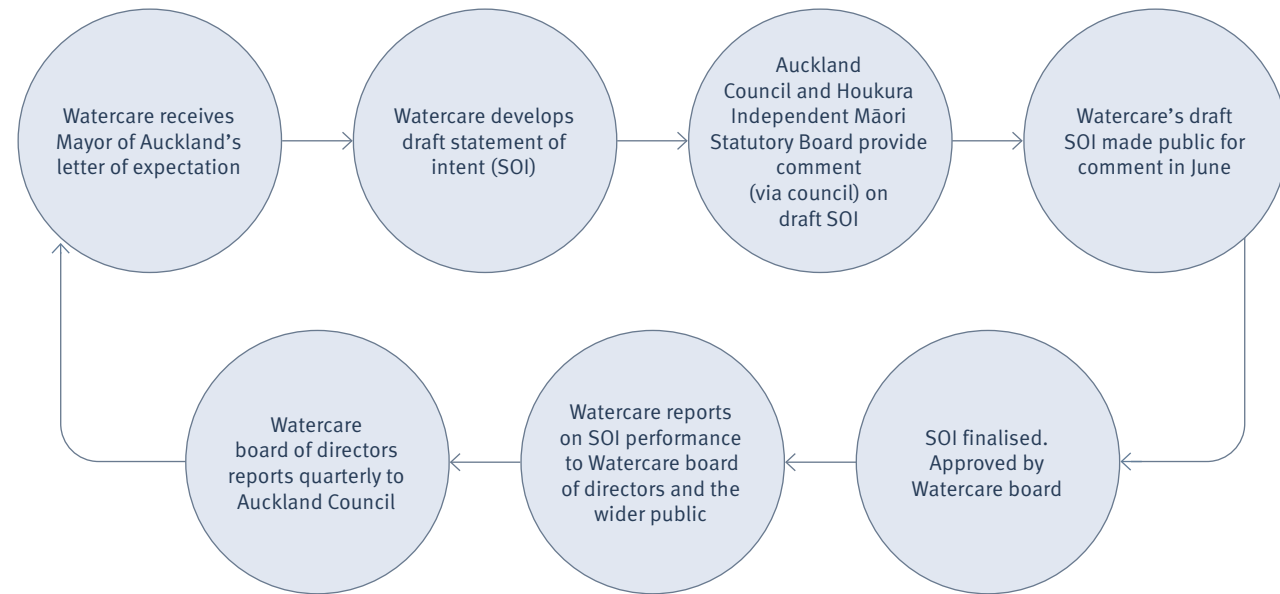 Watercare receives
Mayor of Auckland’s
letter of expectation
Watercare develops
draft statement of
intent (SOI)
Auckland
Council and Houkura
Independent Māori
Statutory Board provide
comment
(via council) on
draft SOI
Watercare’s draft
SOI made public for
comment in June
SOI finalised.
Approved by
Watercare board
Watercare reports
on SOI performance
to Watercare board
of directors and the
wider public
Watercare
board of directors
reports quarterly to
Auckland Council